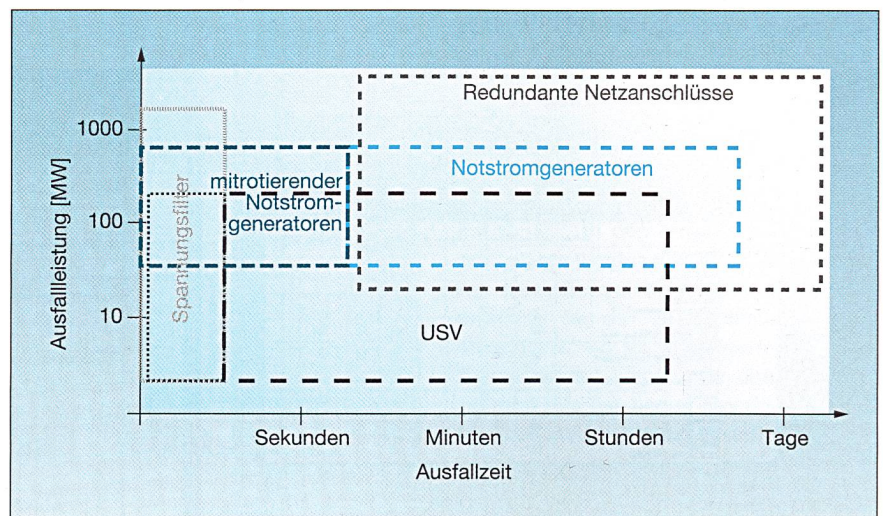 Redundante Netzanschlüsse
1000
mitrotierender
Notstrom-
generatoren
Notstromgeneratoren
Ausfallleistung [MW]
100
Spannungsfilter
10
USV
Sekunden
Minuten
Stunden
Tage
Ausfallzeit